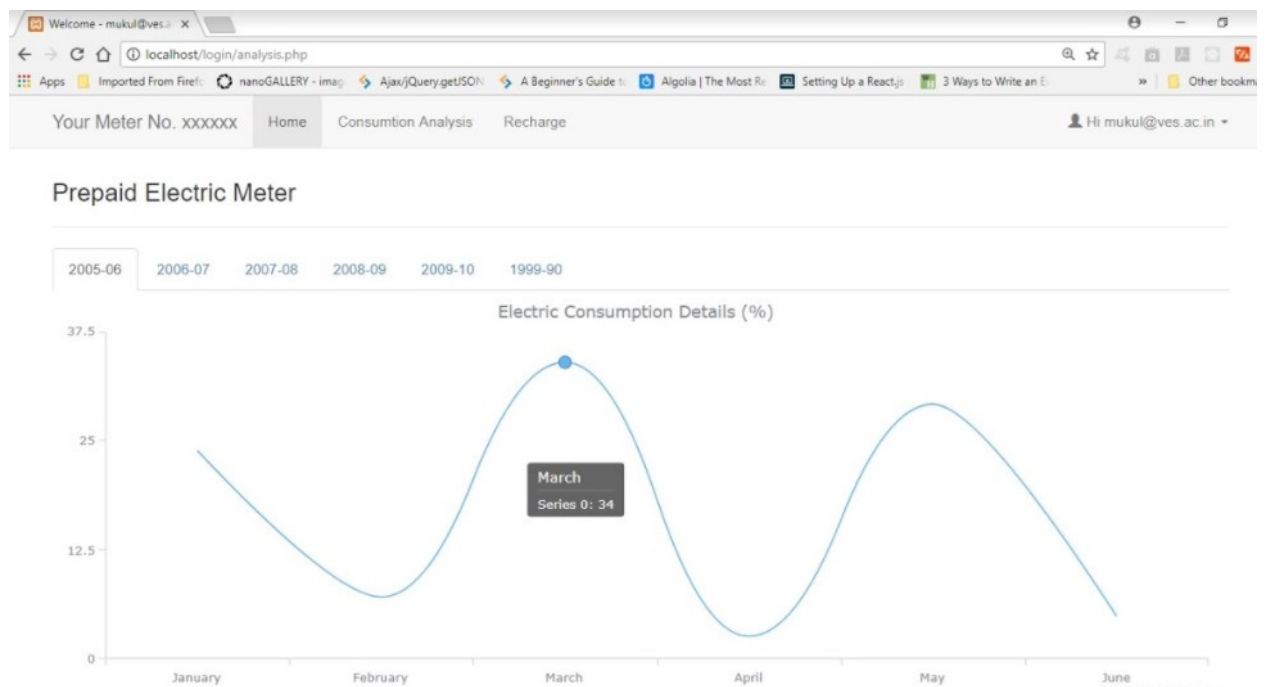 Welcome - mukul@ves.a
localhost/login/analysis.php
Apps Imported From Firefo nanoGALLERY - imag Ajax/jQuery.getJSON A Beginner's Guide to Algolia | The Most Re Setting Up a React.js 3 Ways to Write an E » Other bookma
Your Meter No. xxxxxx Home Consumtion Analysis Recharge Hi mukul@ves.ac.in
Prepaid Electric Meter
2005-06 2006-07 2007-08 2008-09 2009-10 1999-90
Electric Consumption Details (%)
37.5
25
March
Series 0: 34
12.5
0
January February March April May June